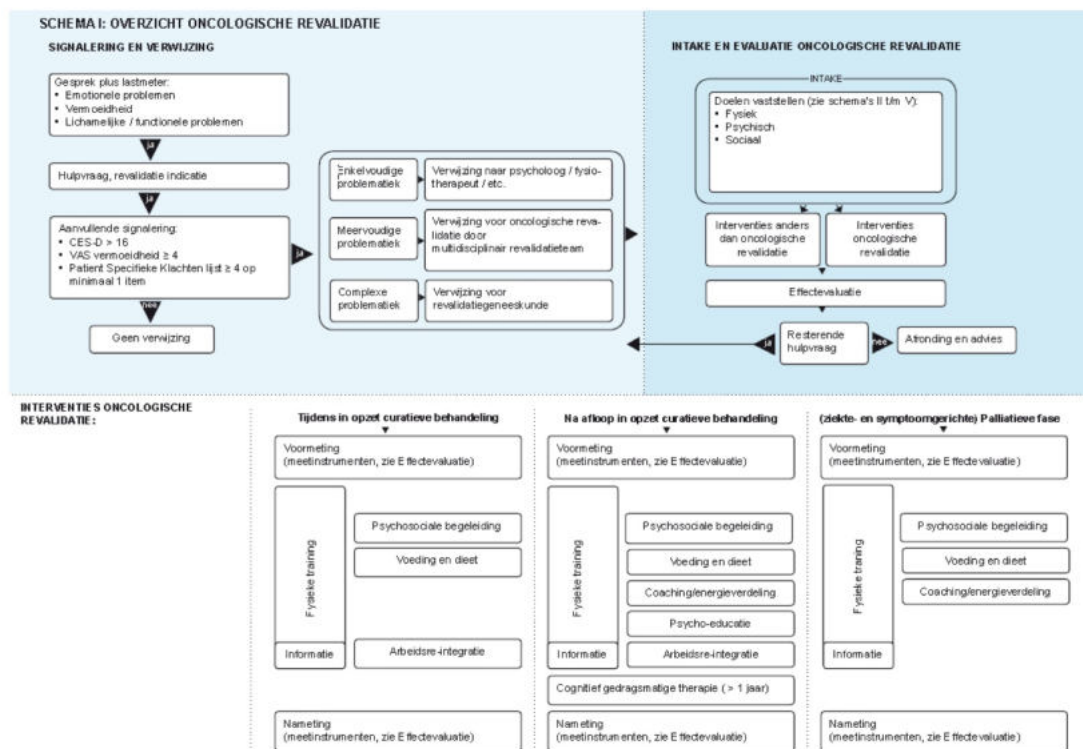 SCHEMA I: OVERZICHT ONCOLOGISCHE REVALIDATIE
SIGNALERING EN VERWIJZING
Gesprek plus lastmeter:
• Emotionele problemen
• Vermoeidheid
• Lichamelijke / functionele problemen
ja
Hulpvraag, revalidatie indicatie
ja
Aanvullende signalering:
• CES-D > 16
• VAS vermoeidheid ≥ 4
• Patient Specifieke Klachten lijst ≥ 4 op
minimaal 1 item
ja
nee
Geen verwijzing
Enkelvoudige
problematiek
Verwijzing naar psycholoog / fysio-
therapeut / etc.
Meervoudige
problematiek
Verwijzing voor oncologische reva-
lidatie door
multidisciplinair revalidatieteam
Complexe
problematiek
Verwijzing voor
revalidatiegeneeskunde
INTAKE EN EVALUATIE ONCOLOGISCHE REVALIDATIE
INTAKE
Doelen vaststellen (zie schema's II t/m V):
• Fysiek
• Psychisch
• Sociaal
Interventies anders
dan oncologische
revalidatie
Interventies
oncologische
revalidatie
Effectevaluatie
ja
Resterende
hulpvraag
nee
Afronding en advies
INTERVENTIES ONCOLOGISCHE
REVALIDATIE:
Tijdens in opzet curatieve behandeling
Voormeting
(meetinstrumenten, zie Effectevaluatie)
Fysieke training
Psychosociale begeleiding
Voeding en dieet
Informatie
Arbeidsre-integratie
Nameting
(meetinstrumenten, zie Effectevaluatie)
Na afloop in opzet curatieve behandeling
Voormeting
(meetinstrumenten, zie Effectevaluatie)
Fysieke training
Psychosociale begeleiding
Voeding en dieet
Coaching/energieverdeling
Psycho-educatie
Informatie
Arbeidsre-integratie
Cognitief gedragsmatige therapie ( > 1 jaar)
Nameting
(meetinstrumenten, zie Effectevaluatie)
(ziekte- en symptoomgerichte) Palliatieve fase
Voormeting
(meetinstrumenten, zie Effectevaluatie)
Fysieke traning
Psychosociale begeleiding
Voeding en dieet
Coaching/energieverdeling
Informatie
Nameting
(meetinstrumenten, zie Effectevaluatie)